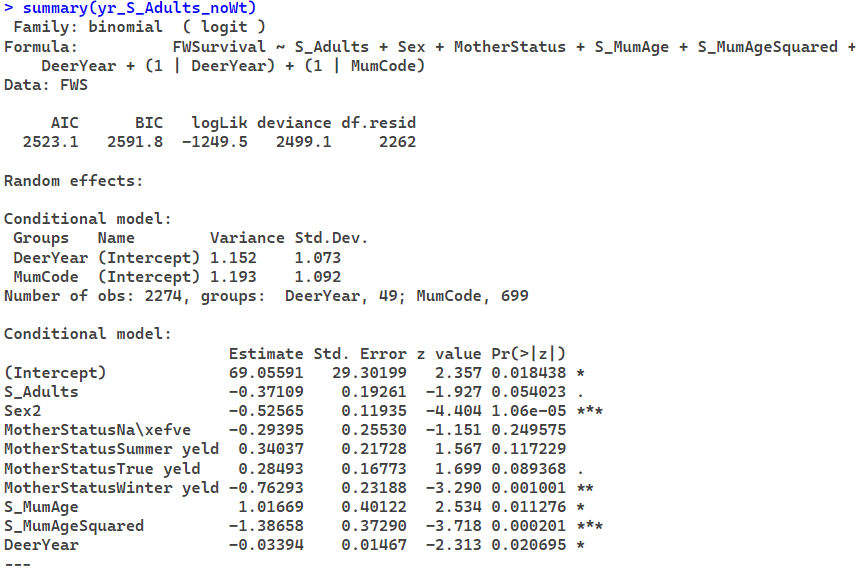 > summary(yr_S_Adults_noWt)
 Family: binomial  ( logit )
Formula:          FWSurvival ~ S_Adults + Sex + MotherStatus + S_MumAge + S_MumAgeSquared +
    DeerYear + (1 | DeerYear) + (1 | MumCode)
Data: FWS

     AIC      BIC   logLik deviance df.resid
  2523.1   2591.8  -1249.5   2499.1     2262

Random effects:

Conditional model:
 Groups   Name        Variance Std.Dev.
 DeerYear (Intercept) 1.152    1.073
 MumCode  (Intercept) 1.193    1.092
Number of obs: 2274, groups:  DeerYear, 49; MumCode, 699

Conditional model:
                         Estimate Std. Error z value Pr(>|z|)
(Intercept)              69.05591   29.30199   2.357 0.018438 *
S_Adults                 -0.37109    0.19261  -1.927 0.054023 .
Sex2                     -0.52565    0.11935  -4.404 1.06e-05 ***
MotherStatusNa\xefve     -0.29395    0.25530  -1.151 0.249575
MotherStatusSummer yeld   0.34037    0.21728   1.567 0.117229
MotherStatusTrue yeld     0.28493    0.16773   1.699 0.089368 .
MotherStatusWinter yeld  -0.76293    0.23188  -3.290 0.001001 **
S_MumAge                  1.01669    0.40122   2.534 0.011276 *
S_MumAgeSquared          -1.38658    0.37290  -3.718 0.000201 ***
DeerYear                 -0.03394    0.01467  -2.313 0.020695 *
---